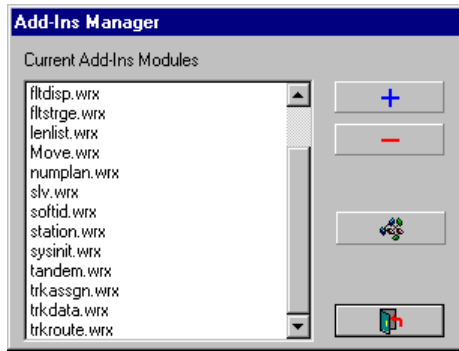 Add-Ins Manager
Current Add-Ins Modules
fltdisp.wrx
fltstrge.wrx
lenlist.wrx
Move.wrx
numplan.wrx
slv.wrx
softid.wrx
station.wrx
sysinit.wrx
tandem.wrx
trkassgn.wrx
trkdata.wrx
trkroute.wrx